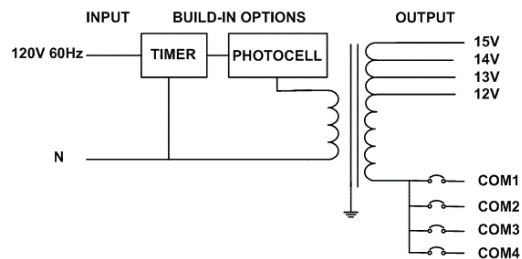 INPUT
BUILD-IN OPTIONS
OUTPUT
120V 60Hz
TIMER
PHOTOCELL
15V
14V
13V
12V
N
COM1
COM2
COM3
COM4